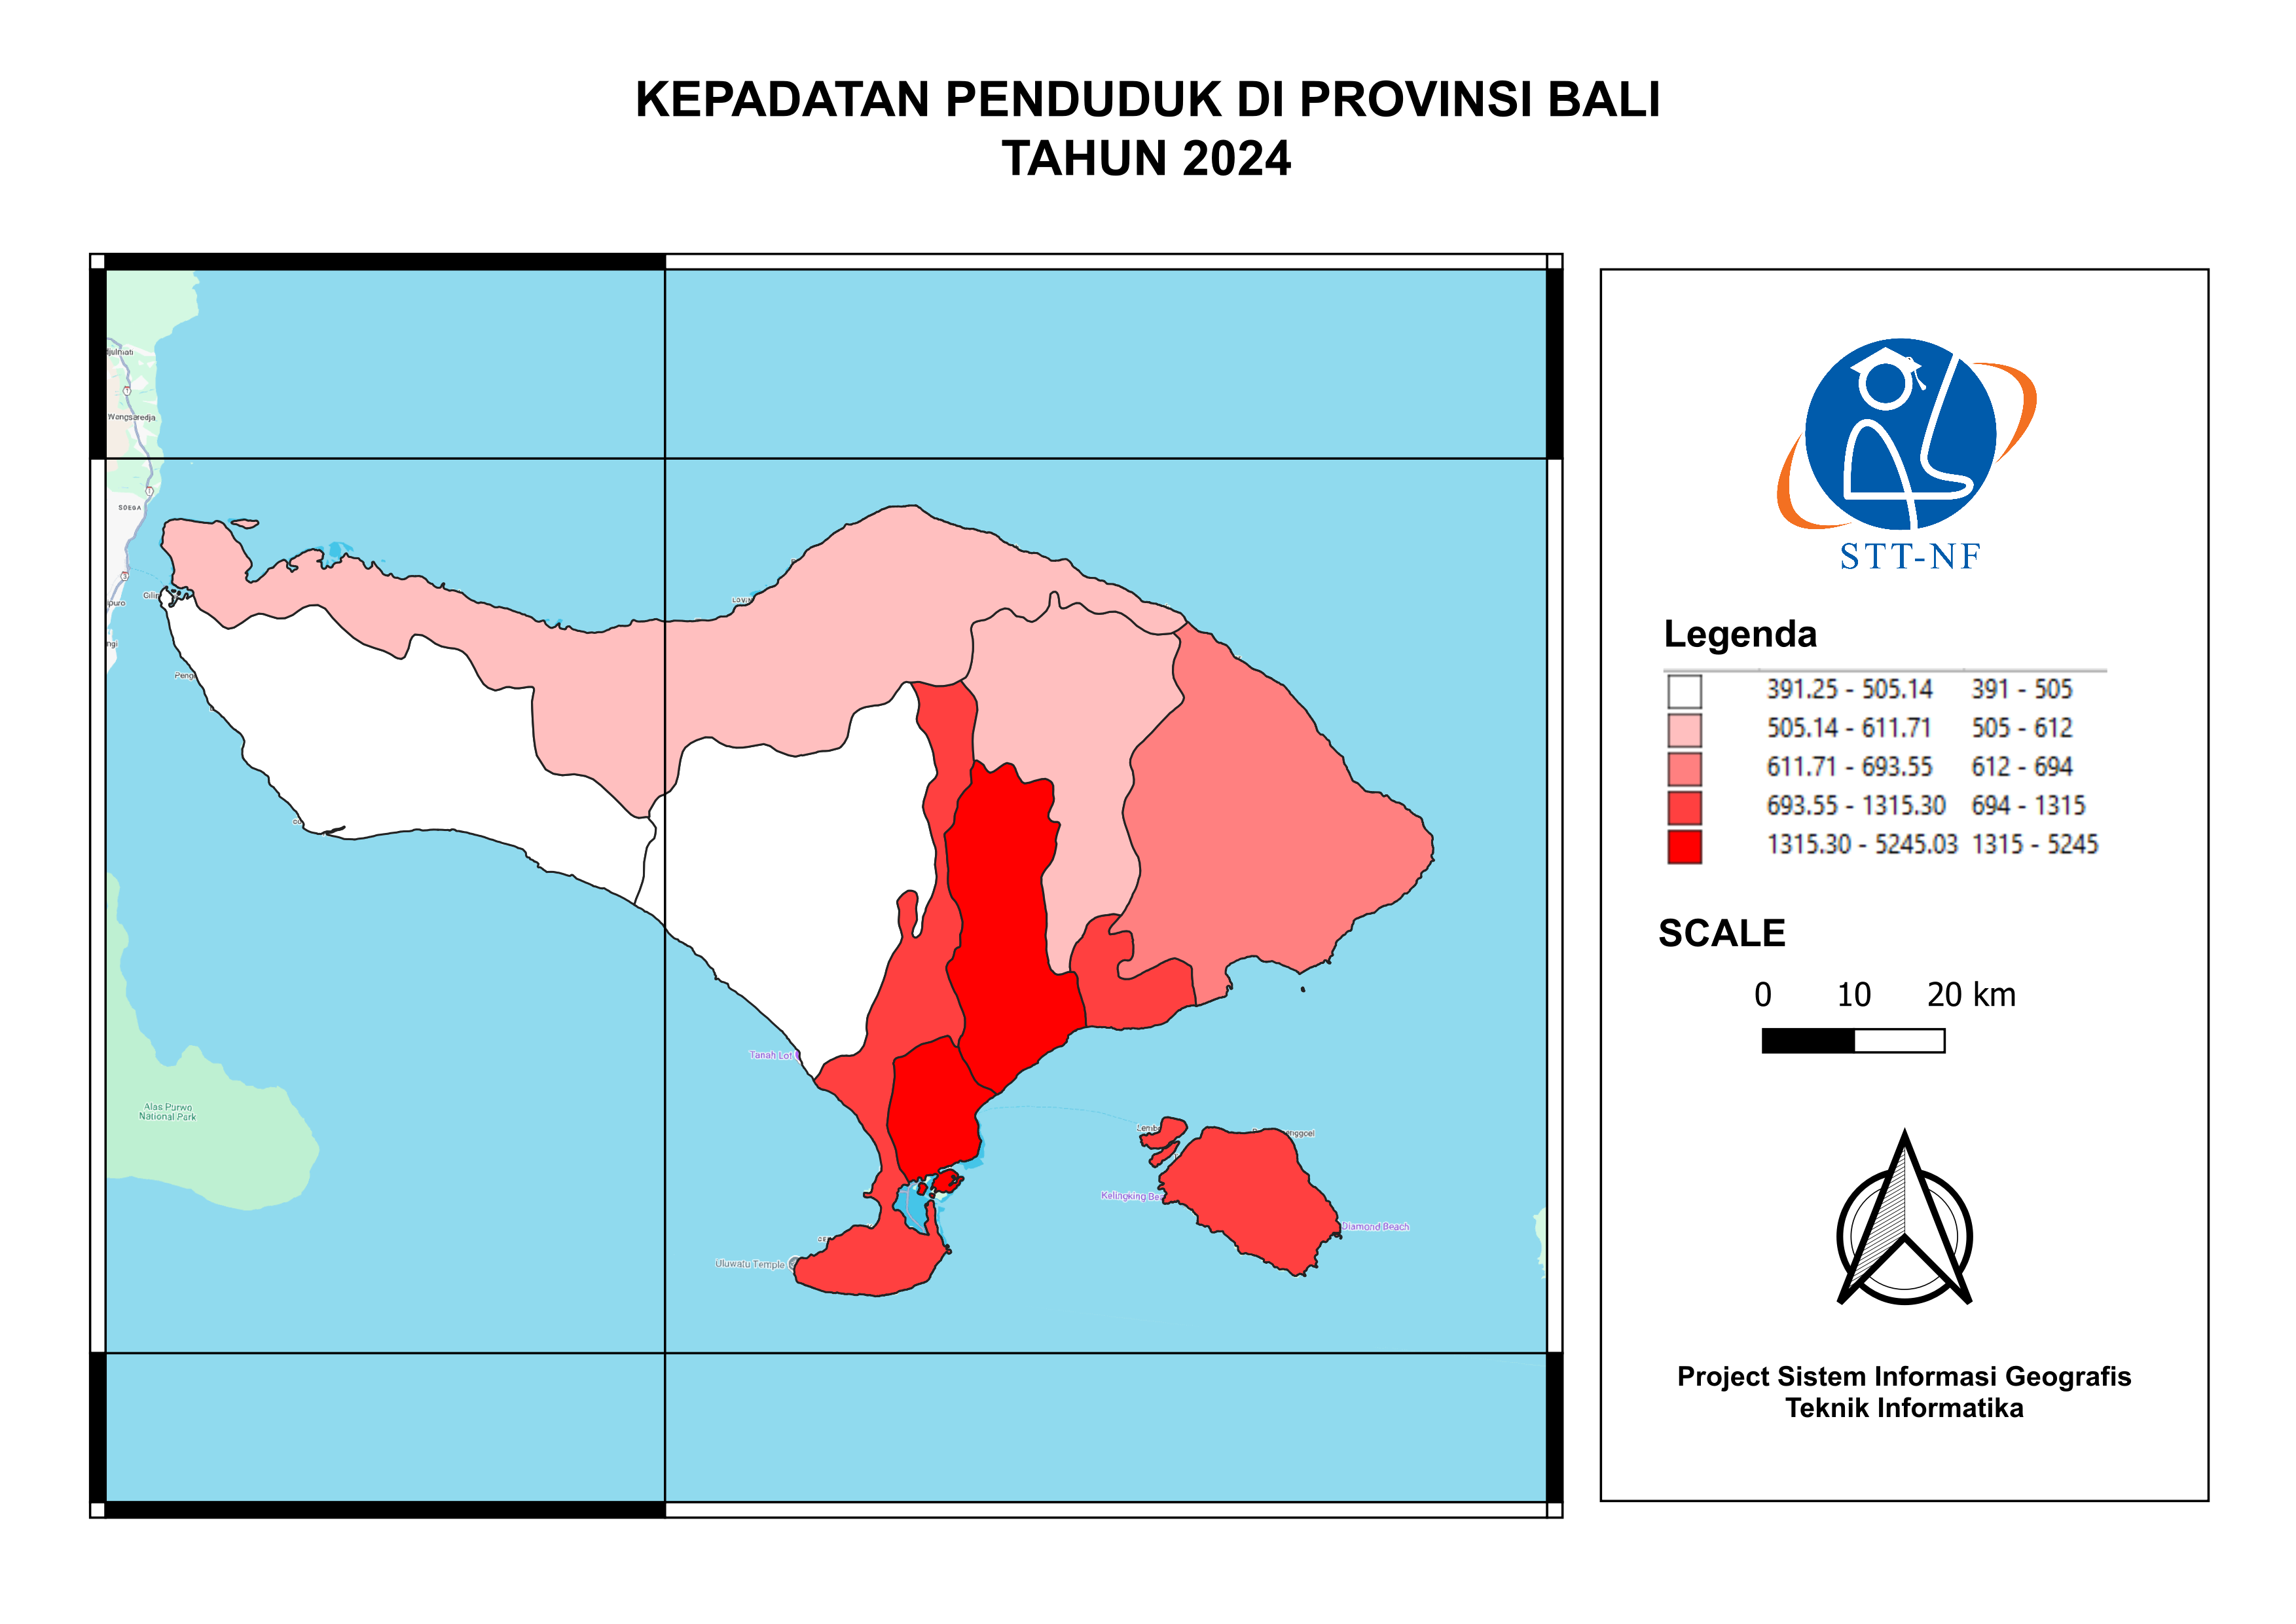 KEPADATAN PENDUDUK DI PROVINSI BALI
TAHUN 2024
Wangsaredja
SOEGA
Tanah Lot
Alas Purwo
National Park
Kelingking Bea
Diamond Beach
Uluwatu Temple
STT-NF
Legenda
391.25 - 505.14 391 - 505
505.14 - 611.71 505 - 612
611.71 - 693.55 612 - 694
693.55 - 1315.30 694 - 1315
1315.30 - 5245.03 1315 - 5245
SCALE
0 10 20 km
Project Sistem Informasi Geografis
Teknik Informatika